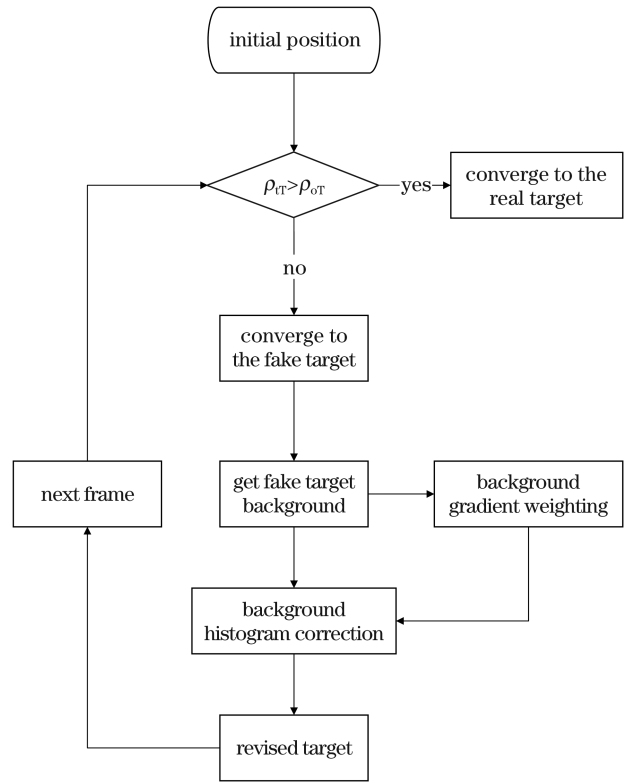 initial position
ρtT>ρoT
yes
converge to the
real target
no
converge to
the fake target
next frame
get fake target
background
background
gradient weighting
background
histogram correction
revised target